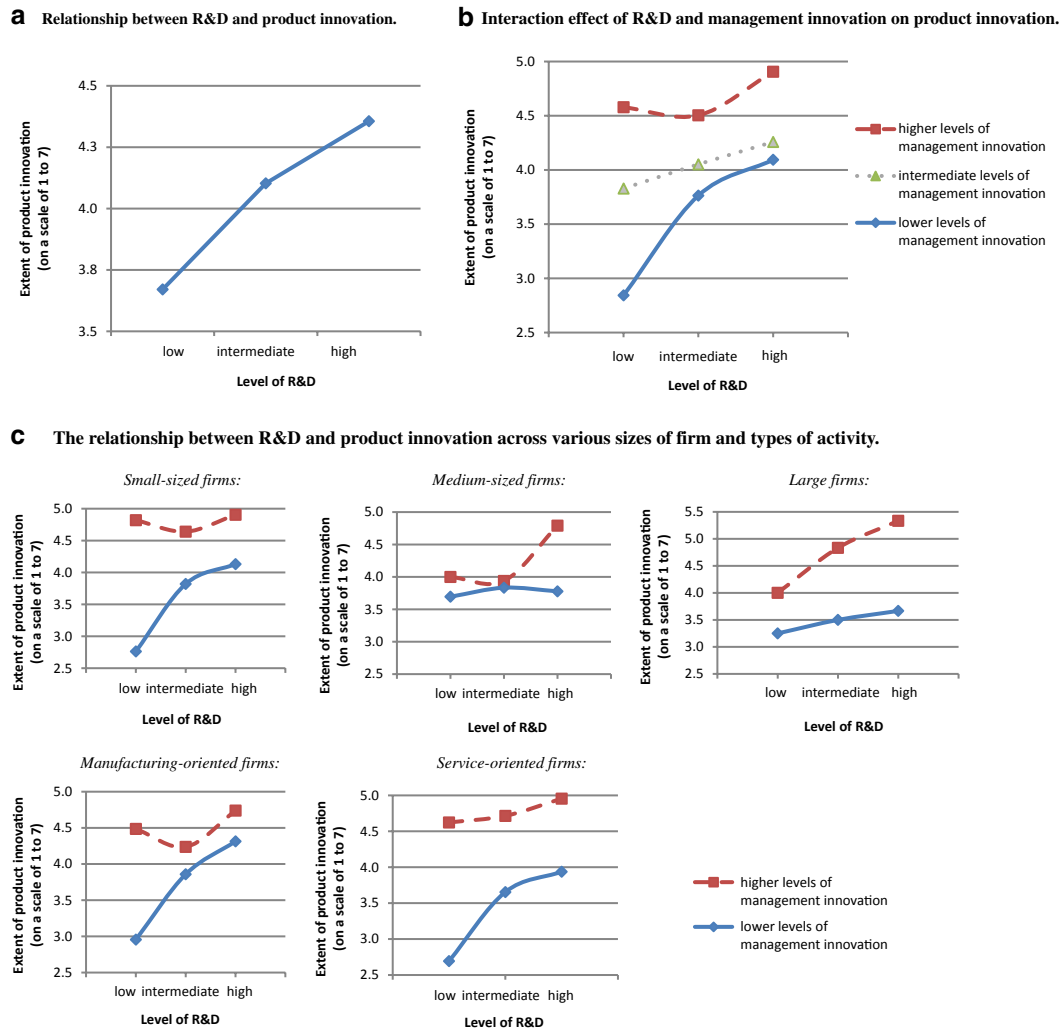 a Relationship between R&D and product innovation.
4.5
4.3
4.0
3.8
3.5
Extent of product innovation
(on a scale of 1 to 7)
low intermediate high
Level of R&D
b Interaction effect of R&D and management innovation on product innovation.
5.0
4.5
4.0
3.5
3.0
2.5
Extent of product innovation
(on a scale of 1 to 7)
low intermediate high
Level of R&D
higher levels of
management innovation
intermediate levels of
management innovation
lower levels of
management innovation
c The relationship between R&D and product innovation across various sizes of firm and types of activity.
Small-sized firms:
5.0
4.5
4.0
3.5
3.0
2.5
Extent of product innovation
(on a scale of 1 to 7)
low intermediate high
Level of R&D
Medium-sized firms:
5.0
4.5
4.0
3.5
3.0
2.5
Extent of product innovation
(on a scale of 1 to 7)
low intermediate high
Level of R&D
Large firms:
5.5
5.0
4.5
4.0
3.5
3.0
2.5
Extent of product innovation
(on a scale of 1 to 7)
low intermediate high
Level of R&D
Manufacturing-oriented firms:
5.0
4.5
4.0
3.5
3.0
2.5
Extent of product innovation
(on a scale of 1 to 7)
low intermediate high
Level of R&D
Service-oriented firms:
5.0
4.5
4.0
3.5
3.0
2.5
Extent of product innovation
(on a scale of 1 to 7)
low intermediate high
Level of R&D
higher levels of
management innovation
lower levels of
management innovation